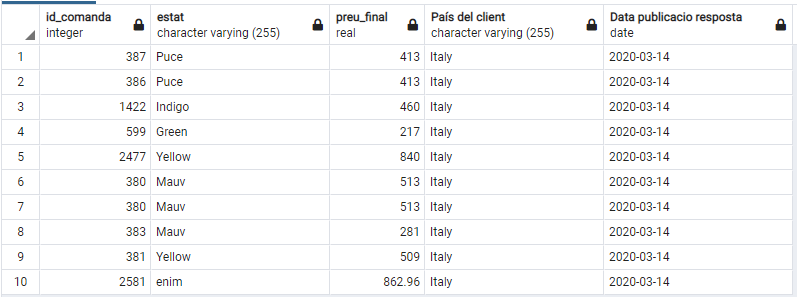 id_comanda estat preu_final País del client Data publicacio resposta
integer character varying (255) real character varying (255) date
1 387 Puce 413 Italy 2020-03-14
2 386 Puce 413 Italy 2020-03-14
3 1422 Indigo 460 Italy 2020-03-14
4 599 Green 217 Italy 2020-03-14
5 2477 Yellow 840 Italy 2020-03-14
6 380 Mauv 513 Italy 2020-03-14
7 380 Mauv 513 Italy 2020-03-14
8 383 Mauv 281 Italy 2020-03-14
9 381 Yellow 509 Italy 2020-03-14
10 2581 enim 862.96 Italy 2020-03-14